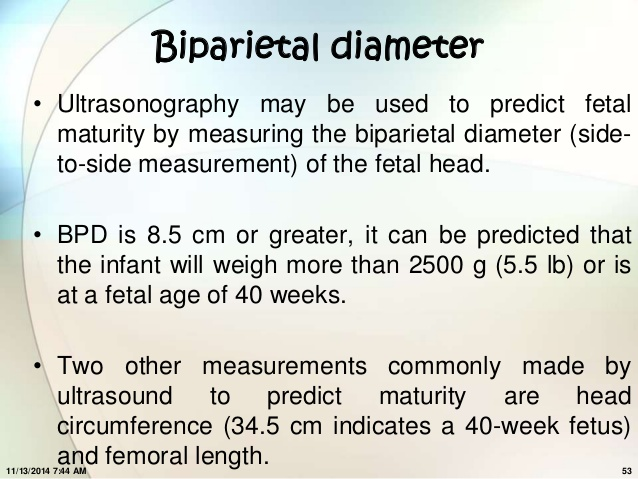 Biparietal diameter
• Ultrasonography may be used to predict fetal
maturity by measuring the biparietal diameter (side-
to-side measurement) of the fetal head.
• BPD is 8.5 cm or greater, it can be predicted that
the infant will weigh more than 2500 g (5.5 lb) or is
at a fetal age of 40 weeks.
• Two other measurements commonly made by
ultrasound to predict maturity are head
circumference (34.5 cm indicates a 40-week fetus)
and femoral length.
11/13/2014 7:44 AM
53